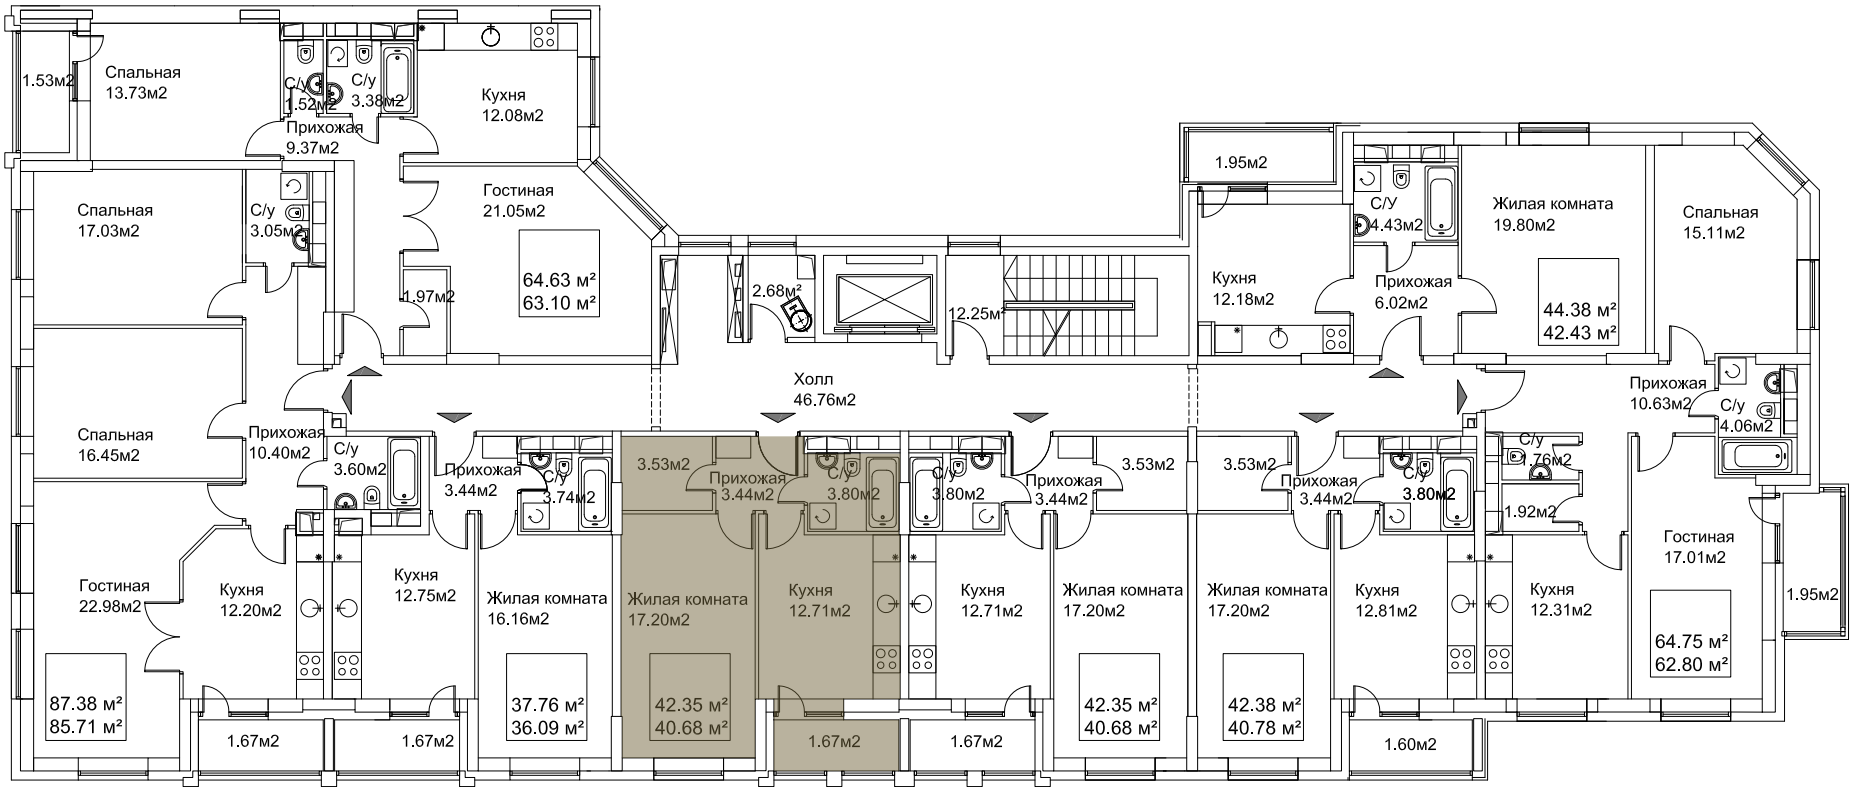 1.53м2
Спальная
13.73м2
С/у
1.52м2
С/у
3.38м2
Кухня
12.08м2
Прихожая
9.37м2
Спальная
17.03м2
С/у
3.05м2
Гостиная
21.05м2
64.63 м²
63.10 м²
1.97м2
2.68м²
12.25м²
1.95м2
Кухня
12.18м2
С/У
4.43м2
Прихожая
6.02м2
Жилая комната
19.80м2
44.38 м²
42.43 м²
Спальная
15.11м2
Холл
46.76м2
Прихожая
10.63м2
С/у
4.06м2
Спальная
16.45м2
Прихожая
10.40м2
С/у
3.60м2
Прихожая
3.44м2
С/у
3.74м2
3.53м2
Прихожая
3.44м2
С/у
3.80м2
С/у
3.80м2
Прихожая
3.44м2
3.53м2
3.53м2
Прихожая
3.44м2
С/у
3.80м2
С/у
1.76м2
1.92м2
Гостиная
22.98м2
Кухня
12.20м2
Кухня
12.75м2
Жилая комната
16.16м2
Жилая комната
17.20м2
Кухня
12.71м2
Кухня
12.71м2
Жилая комната
17.20м2
Жилая комната
17.20м2
Кухня
12.81м2
Кухня
12.31м2
Гостиная
17.01м2
1.95м2
87.38 м²
85.71 м²
37.76 м²
36.09 м²
42.35 м²
40.68 м²
42.35 м²
40.68 м²
42.38 м²
40.78 м²
64.75 м²
62.80 м²
1.67м2
1.67м2
1.67м2
1.67м2
1.60м2